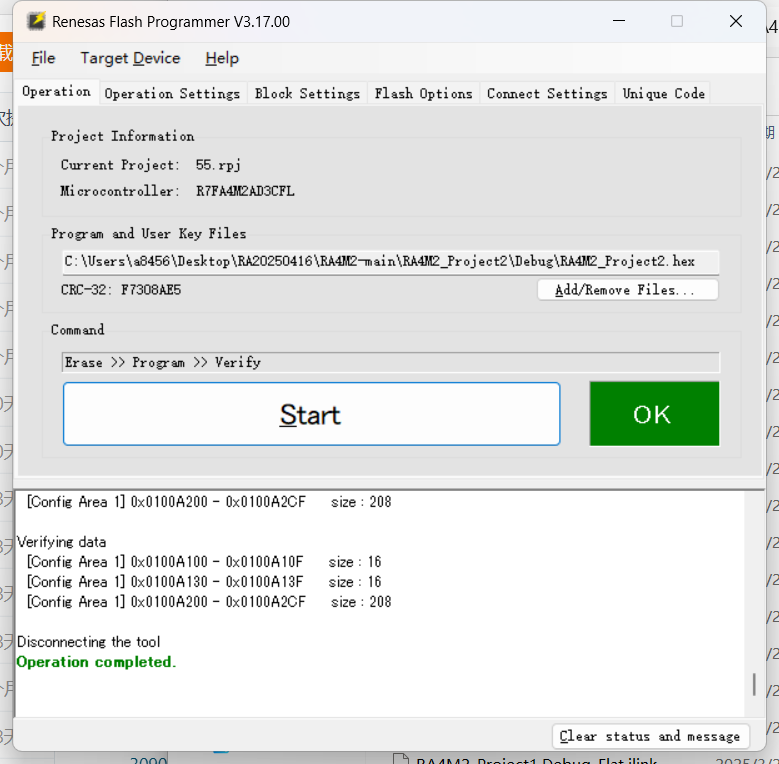 Renesas Flash Programmer V3.17.00
File Target Device Help
Operation Operation Settings Block Settings Flash Options Connect Settings Unique Code
Project Information
Current Project: 55.rpj
Microcontroller: R7FA4M2AD3CFL
Program and User Key Files
C:\Users\a8456\Desktop\RA20250416\RA4M2-main\RA4M2_Project2\Debug\RA4M2_Project2.hex
CRC-32: F7308AE5
Add/Remove Files...
Command
Erase >> Program >> Verify
Start
OK
[Config Area 1] 0x0100A200 - 0x0100A2CF size : 208
Verifying data
[Config Area 1] 0x0100A100 - 0x0100A10F size : 16
[Config Area 1] 0x0100A130 - 0x0100A13F size : 16
[Config Area 1] 0x0100A200 - 0x0100A2CF size : 208
Disconnecting the tool
Operation completed.
Clear status and message